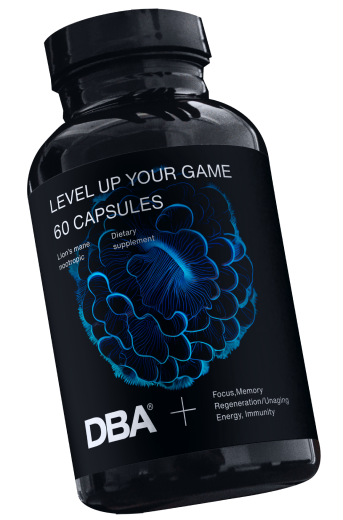 LEVEL UP YOUR GAME
60 CAPSULES
Lion's mane
nootropic
Dietary
supplement
DBA®
Focus,Memory
Regeneration/Unaging
Energy, Immunity